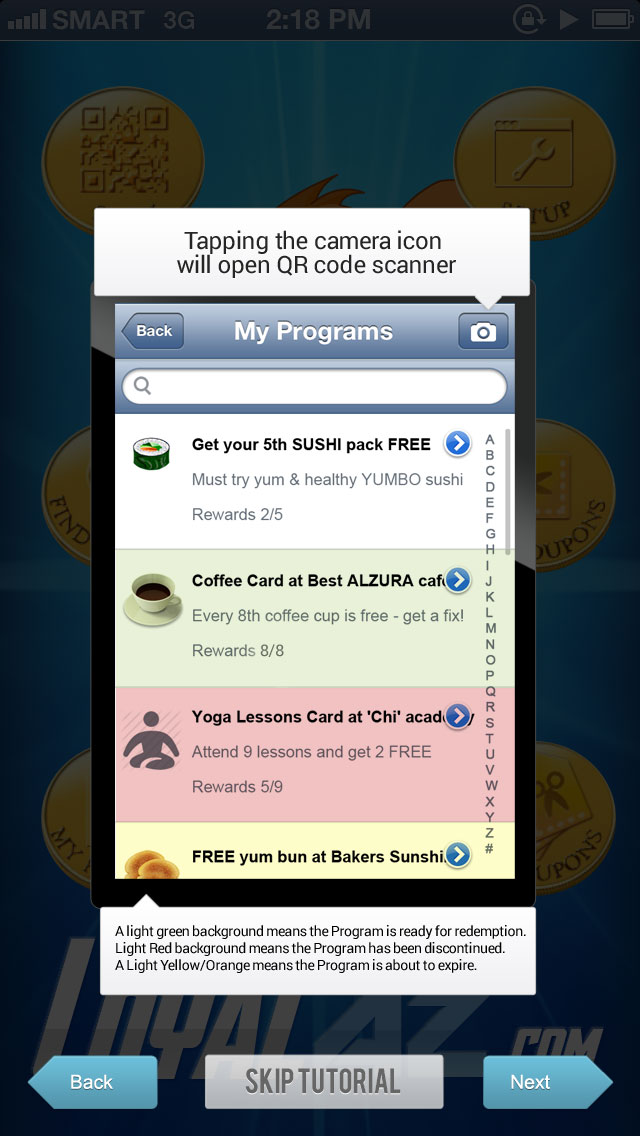 SMART 3G 2:18 PM
SETUP
Tapping the camera icon
will open QR code scanner
Back My Programs
Get your 5th SUSHI pack FREE
Must try yum & healthy YUMBO sushi
Rewards 2/5
Coffee Card at Best ALZURA cafe
Every 8th coffee cup is free - get a fix!
Rewards 8/8
Yoga Lessons Card at 'Chi' academy
Attend 9 lessons and get 2 FREE
Rewards 5/9
FREE yum bun at Bakers Sunshi
A
B
C
D
E
F
G
H
I
J
K
L
M
N
O
P
Q
R
S
T
U
V
W
X
Y
Z
#
FIND
COUPONS
MY
COUPONS
A light green background means the Program is ready for redemption.
Light Red background means the Program has been discontinued.
A Light Yellow/Orange means the Program is about to expire.
LOYALAZ.COM
Back SKIP TUTORIAL Next